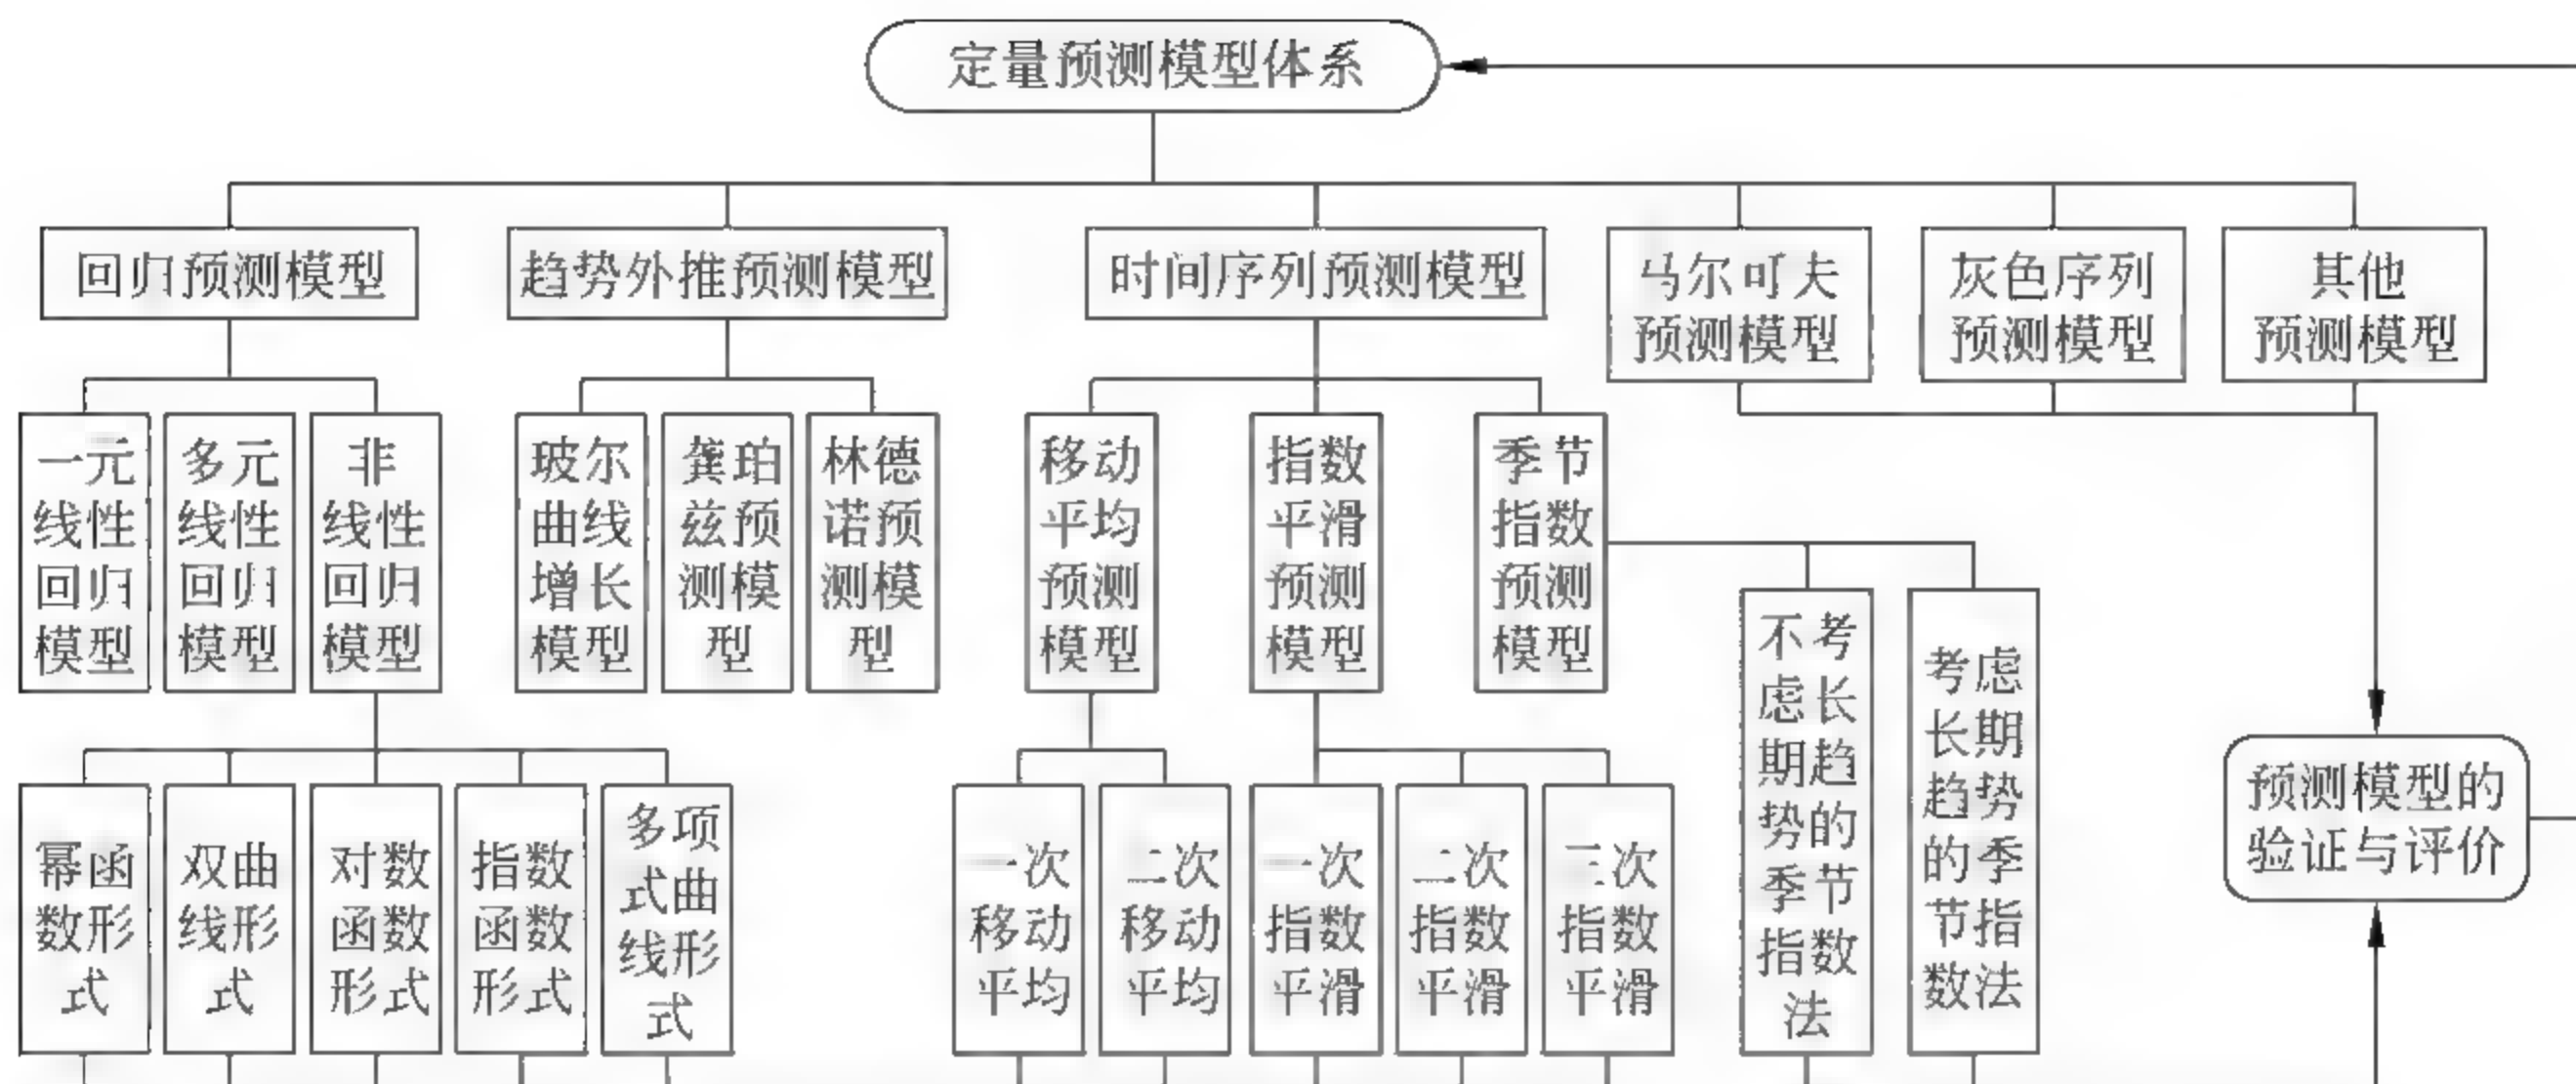 定量预测模型体系
回归预测模型
趋势外推预测模型
时间序列预测模型
马尔可夫
预测模型
灰色序列
预测模型
其他
预测模型
一元
线性
回归
模型
多元
线性
回归
模型
非
线性
回归
模型
玻尔
曲线
增长
模型
龚珀
兹预
测模
型
林德
诺预
测模
型
移动
平均
预测
模型
指数
平滑
预测
模型
季节
指数
预测
模型
幂函
数形
式
双曲
线形
式
对数
函数
形式
指数
函数
形式
多项
式曲
线形
式
一次
移动
平均
二次
移动
平均
一次
指数
平滑
二次
指数
平滑
三次
指数
平滑
不考
虑长
期趋
势的
季节
指数
法
考虑
长期
趋势
的季
节指
数法
预测模型的
验证与评价